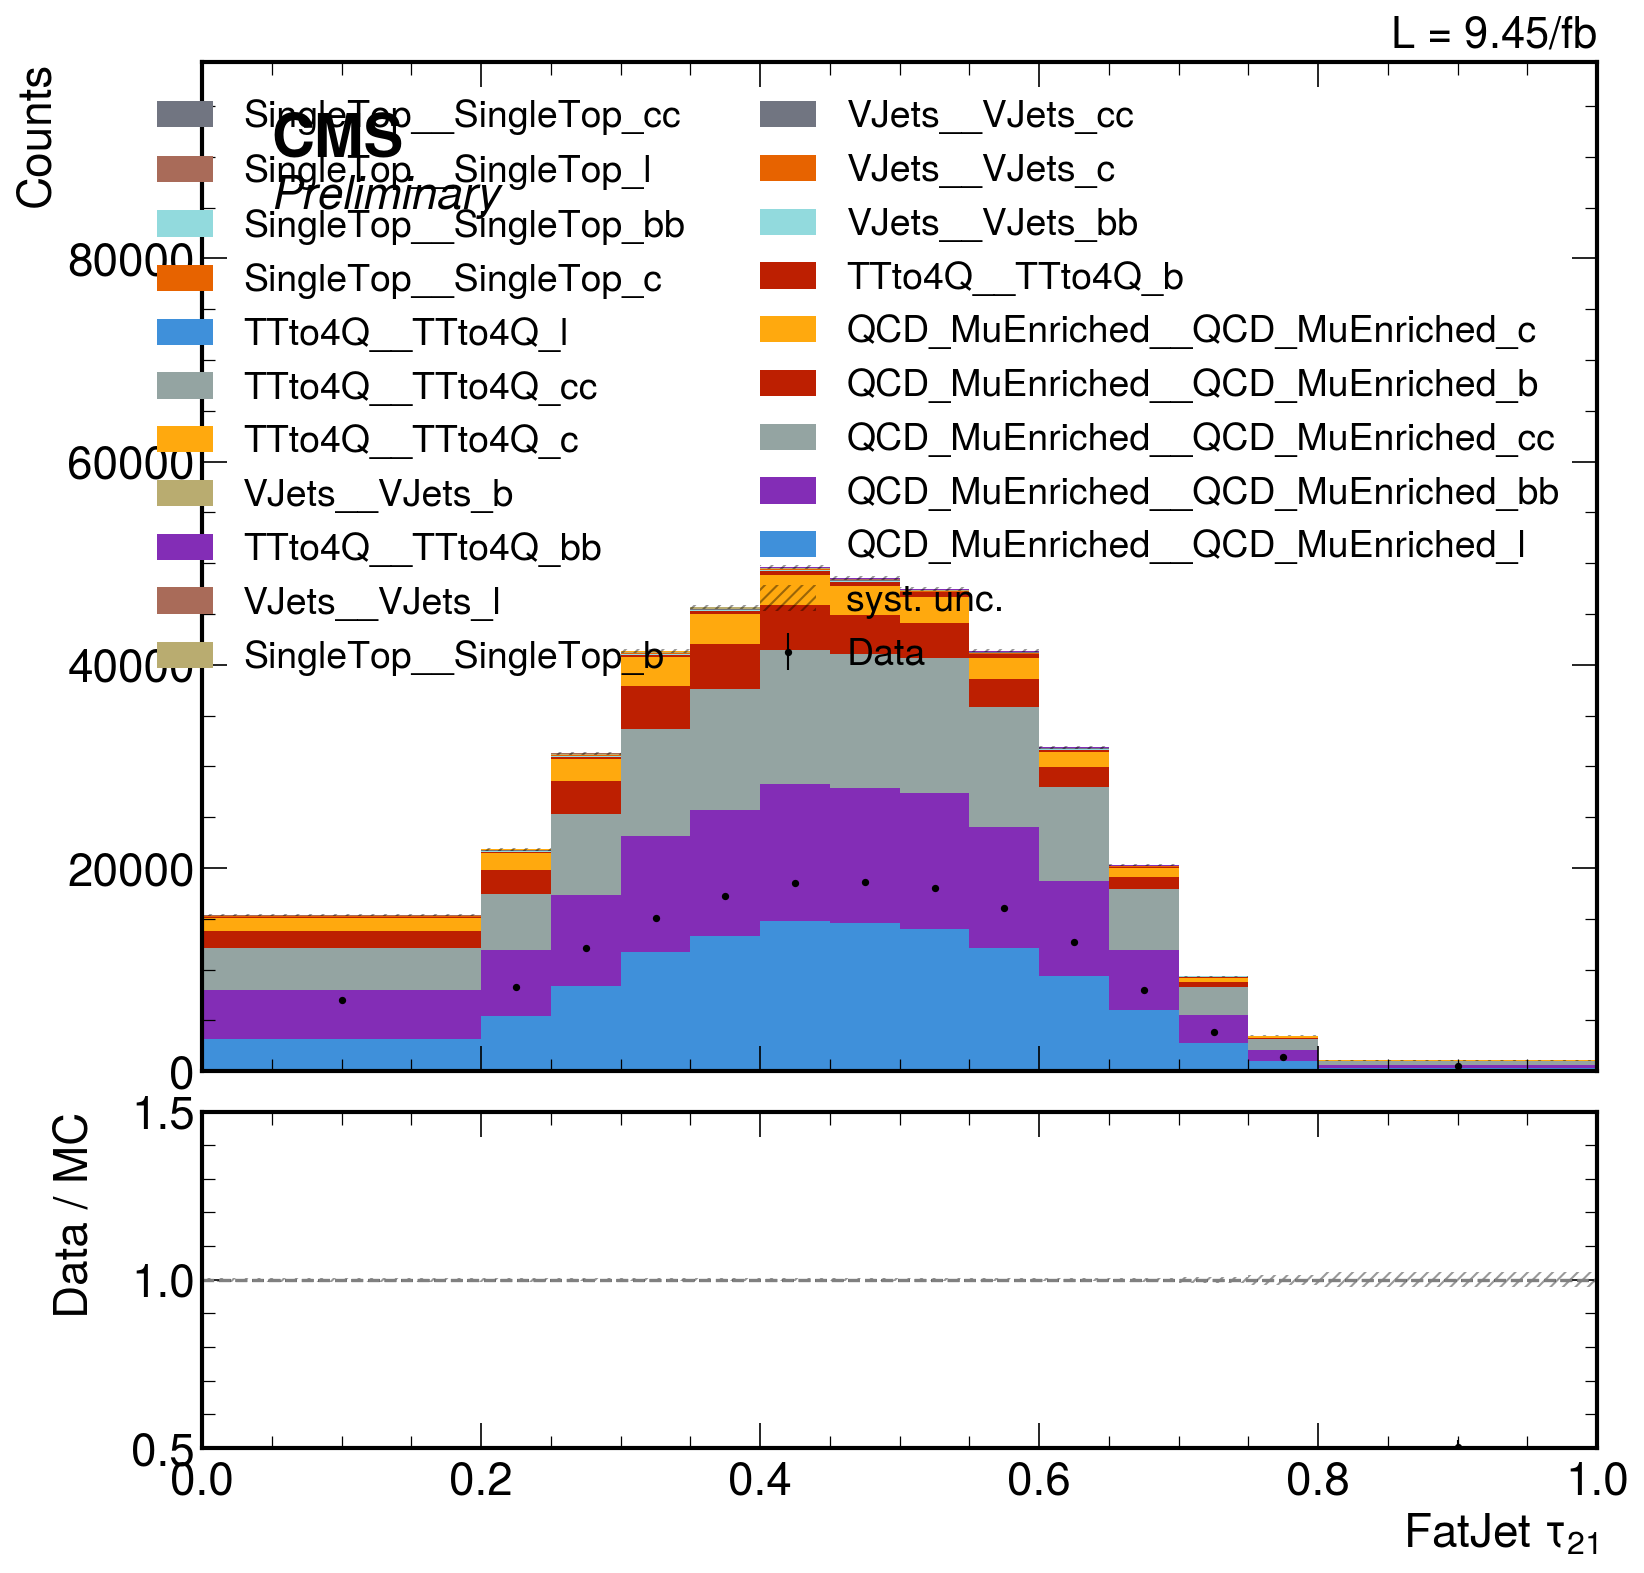 L = 9.45/fb
Counts
CMS
Preliminary
SingleTop__SingleTop_cc
SingleTop__SingleTop_l
SingleTop__SingleTop_bb
SingleTop__SingleTop_c
TTto4Q__TTto4Q_l
TTto4Q__TTto4Q_cc
TTto4Q__TTto4Q_c
VJets__VJets_b
TTto4Q__TTto4Q_bb
VJets__VJets_l
SingleTop__SingleTop_b
VJets__VJets_cc
VJets__VJets_c
VJets__VJets_bb
TTto4Q__TTto4Q_b
QCD_MuEnriched__QCD_MuEnriched_c
QCD_MuEnriched__QCD_MuEnriched_b
QCD_MuEnriched__QCD_MuEnriched_cc
QCD_MuEnriched__QCD_MuEnriched_bb
QCD_MuEnriched__QCD_MuEnriched_l
syst. unc.
Data
80000
60000
40000
20000
0
Data / MC
1.5
1.0
0.5
0.0 0.2 0.4 0.6 0.8 1.0
FatJet τ21